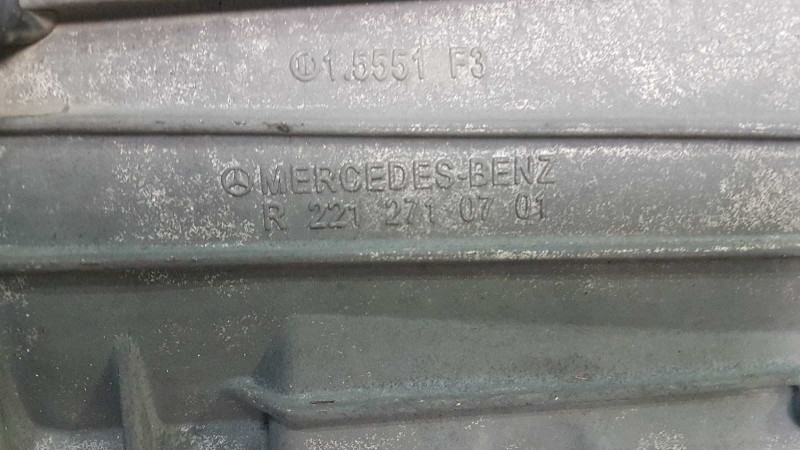 1.5551 F3
MERCEDES-BENZ
R 221 271 07 01